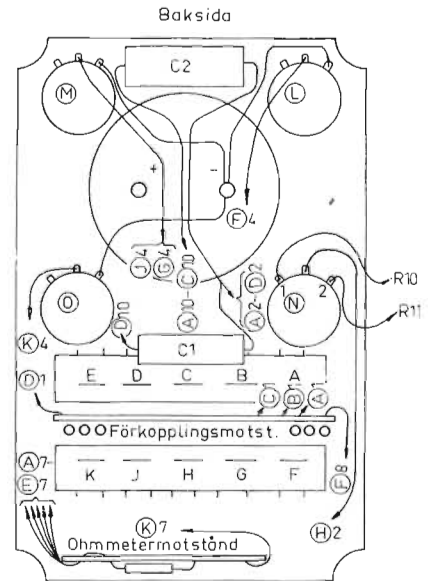 Baksida
C2
M
L
+
-
F4
J4
G4
A10-C10
A2-D2
O
N
1
2
R10
R11
K4
D10
C1
E D C B A
D1
C1
B1
A1
Förkopplingsmotst.
A7-
E7
K J H G F
F8
K7
H2
Ohmmetermotstånd